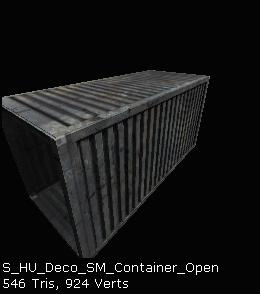 S_HU_Deco_SM_Container_Open
546 Tris, 924 Verts